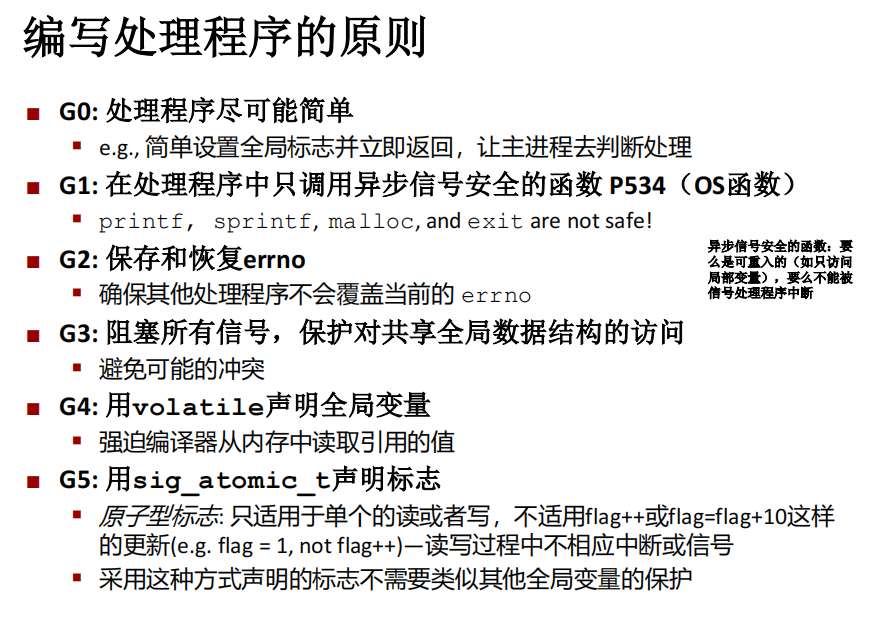 编写处理程序的原则
G0: 处理程序尽可能简单
e.g., 简单设置全局标志并立即返回，让主进程去判断处理
G1: 在处理程序中只调用异步信号安全的函数 P534（OS函数）
printf, sprintf, malloc, and exit are not safe!
异步信号安全的函数：要
么是可重入的（如只访问
局部变量），要么不能被
信号处理程序中断
G2: 保存和恢复errno
确保其他处理程序不会覆盖当前的 errno
G3: 阻塞所有信号，保护对共享全局数据结构的访问
避免可能的冲突
G4: 用volatile声明全局变量
强迫编译器从内存中读取引用的值
G5: 用sig_atomic_t声明标志
原子型标志: 只适用于单个的读或者写，不适用flag++或flag=flag+10这样
的更新(e.g. flag = 1, not flag++)—读写过程中不相应中断或信号
采用这种方式声明的标志不需要类似其他全局变量的保护